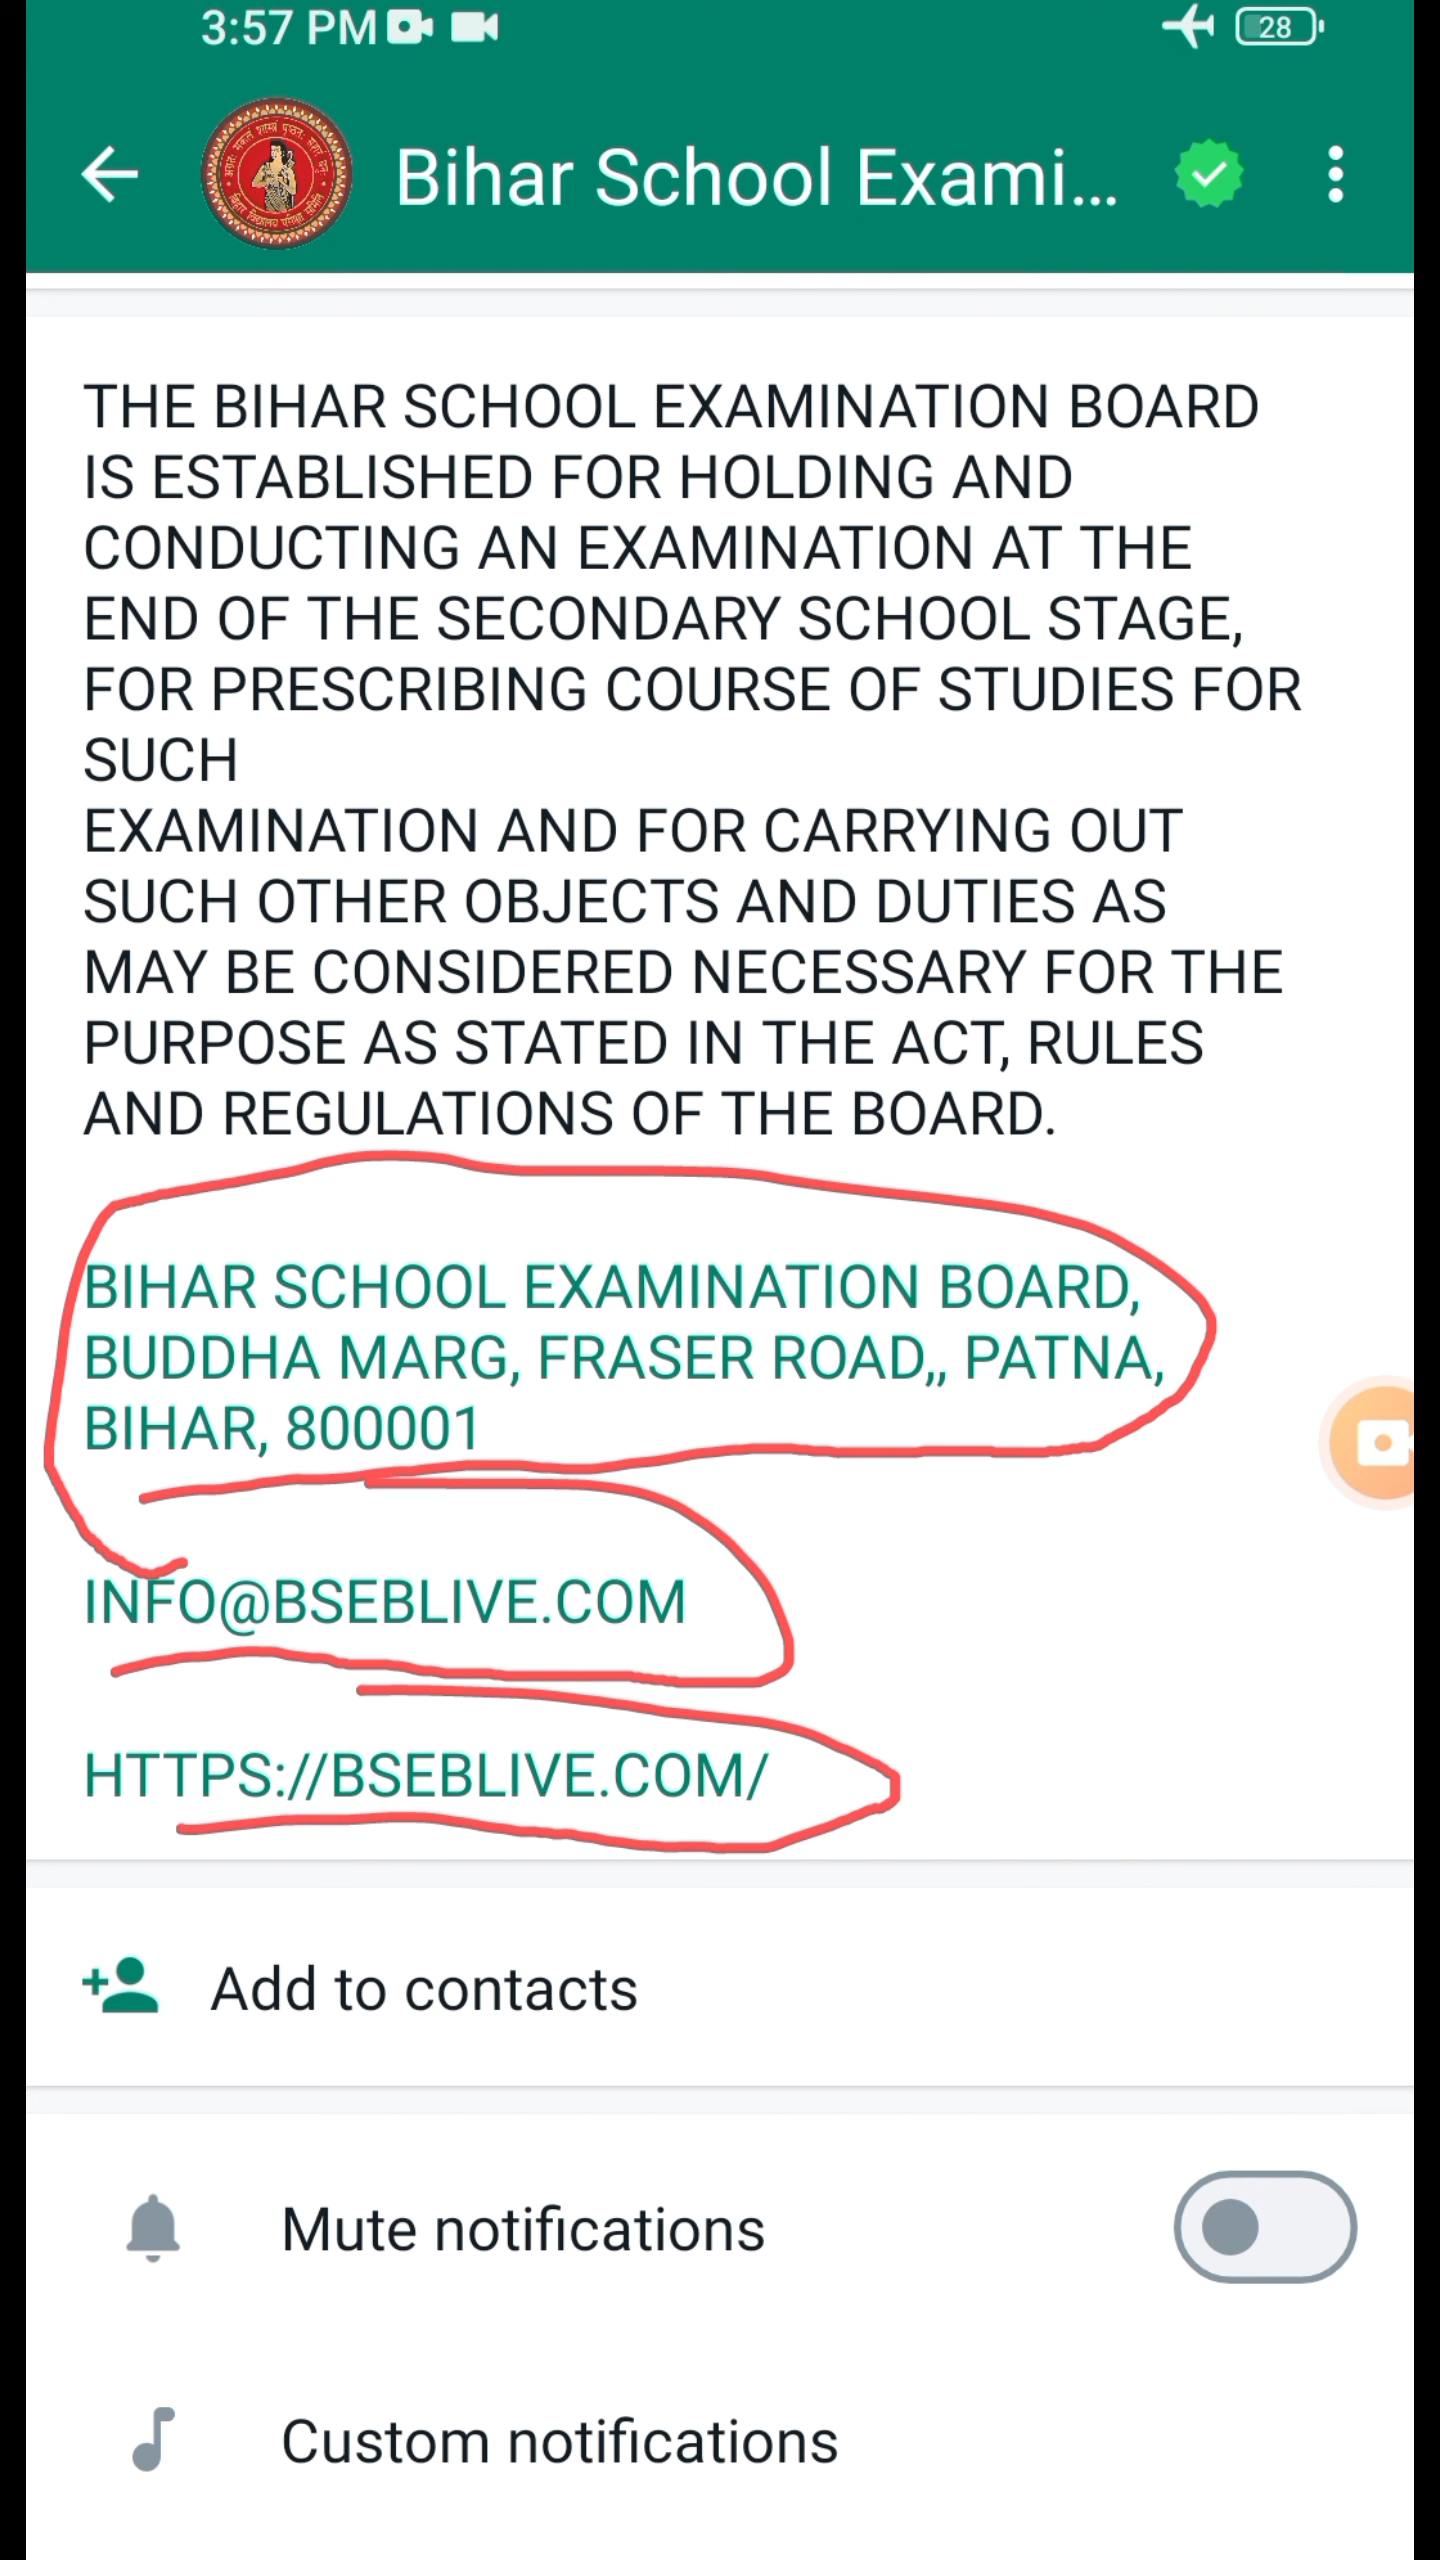 3:57 PM
28
Bihar School Exami...
THE BIHAR SCHOOL EXAMINATION BOARD
IS ESTABLISHED FOR HOLDING AND
CONDUCTING AN EXAMINATION AT THE
END OF THE SECONDARY SCHOOL STAGE,
FOR PRESCRIBING COURSE OF STUDIES FOR
SUCH
EXAMINATION AND FOR CARRYING OUT
SUCH OTHER OBJECTS AND DUTIES AS
MAY BE CONSIDERED NECESSARY FOR THE
PURPOSE AS STATED IN THE ACT, RULES
AND REGULATIONS OF THE BOARD.
BIHAR SCHOOL EXAMINATION BOARD,
BUDDHA MARG, FRASER ROAD,, PATNA,
BIHAR, 800001
INFO@BSEBLIVE.COM
HTTPS://BSEBLIVE.COM/
Add to contacts
Mute notifications
Custom notifications